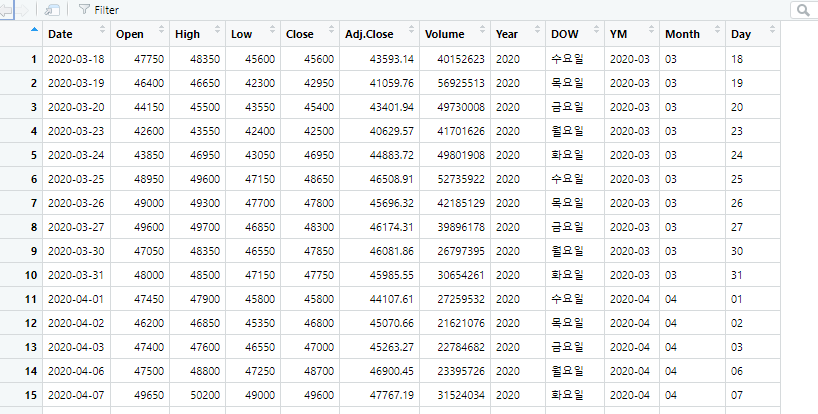 Filter
Date Open High Low Close Adj.Close Volume Year DOW YM Month Day
1 2020-03-18 47750 48350 45600 45600 43593.14 40152623 2020 수요일 2020-03 03 18
2 2020-03-19 46400 46650 42300 42950 41059.76 56925513 2020 목요일 2020-03 03 19
3 2020-03-20 44150 45500 43550 45400 43401.94 49730008 2020 금요일 2020-03 03 20
4 2020-03-23 42600 43550 42400 42500 40629.57 41701626 2020 월요일 2020-03 03 23
5 2020-03-24 43850 46950 43050 46950 44883.72 49801908 2020 화요일 2020-03 03 24
6 2020-03-25 48950 49600 47150 48650 46508.91 52735922 2020 수요일 2020-03 03 25
7 2020-03-26 49000 49300 47700 47800 45696.32 42185129 2020 목요일 2020-03 03 26
8 2020-03-27 49600 49700 46850 48300 46174.31 39896178 2020 금요일 2020-03 03 27
9 2020-03-30 47050 48350 46550 47850 46081.86 26797395 2020 월요일 2020-03 03 30
10 2020-03-31 48000 48500 47150 47750 45985.55 30654261 2020 화요일 2020-03 03 31
11 2020-04-01 47450 47900 45800 45800 44107.61 27259532 2020 수요일 2020-04 04 01
12 2020-04-02 46200 46850 45350 46800 45070.66 21621076 2020 목요일 2020-04 04 02
13 2020-04-03 47400 47600 46550 47000 45263.27 22784682 2020 금요일 2020-04 04 03
14 2020-04-06 47500 48800 47250 48700 46900.45 23395726 2020 월요일 2020-04 04 06
15 2020-04-07 49650 50200 49000 49600 47767.19 31524034 2020 화요일 2020-04 04 07